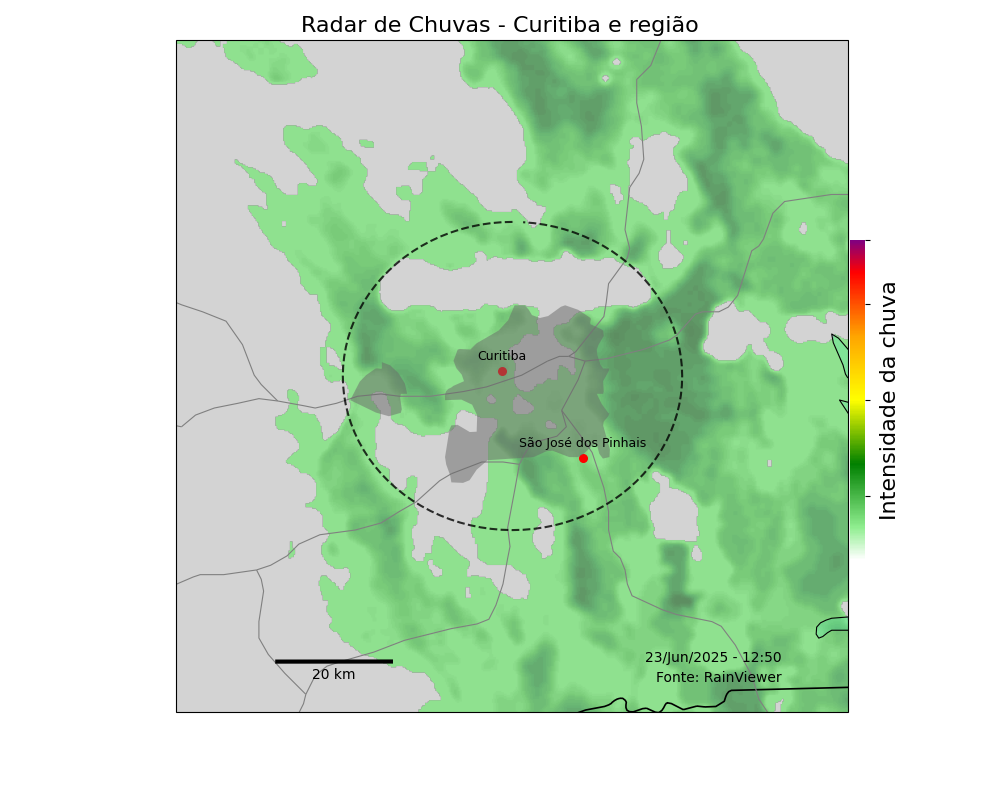 Radar de Chuvas - Curitiba e região
Curitiba
São José dos Pinhais
Intensidade da chuva
23/Jun/2025 - 12:50
Fonte: RainViewer
20 km